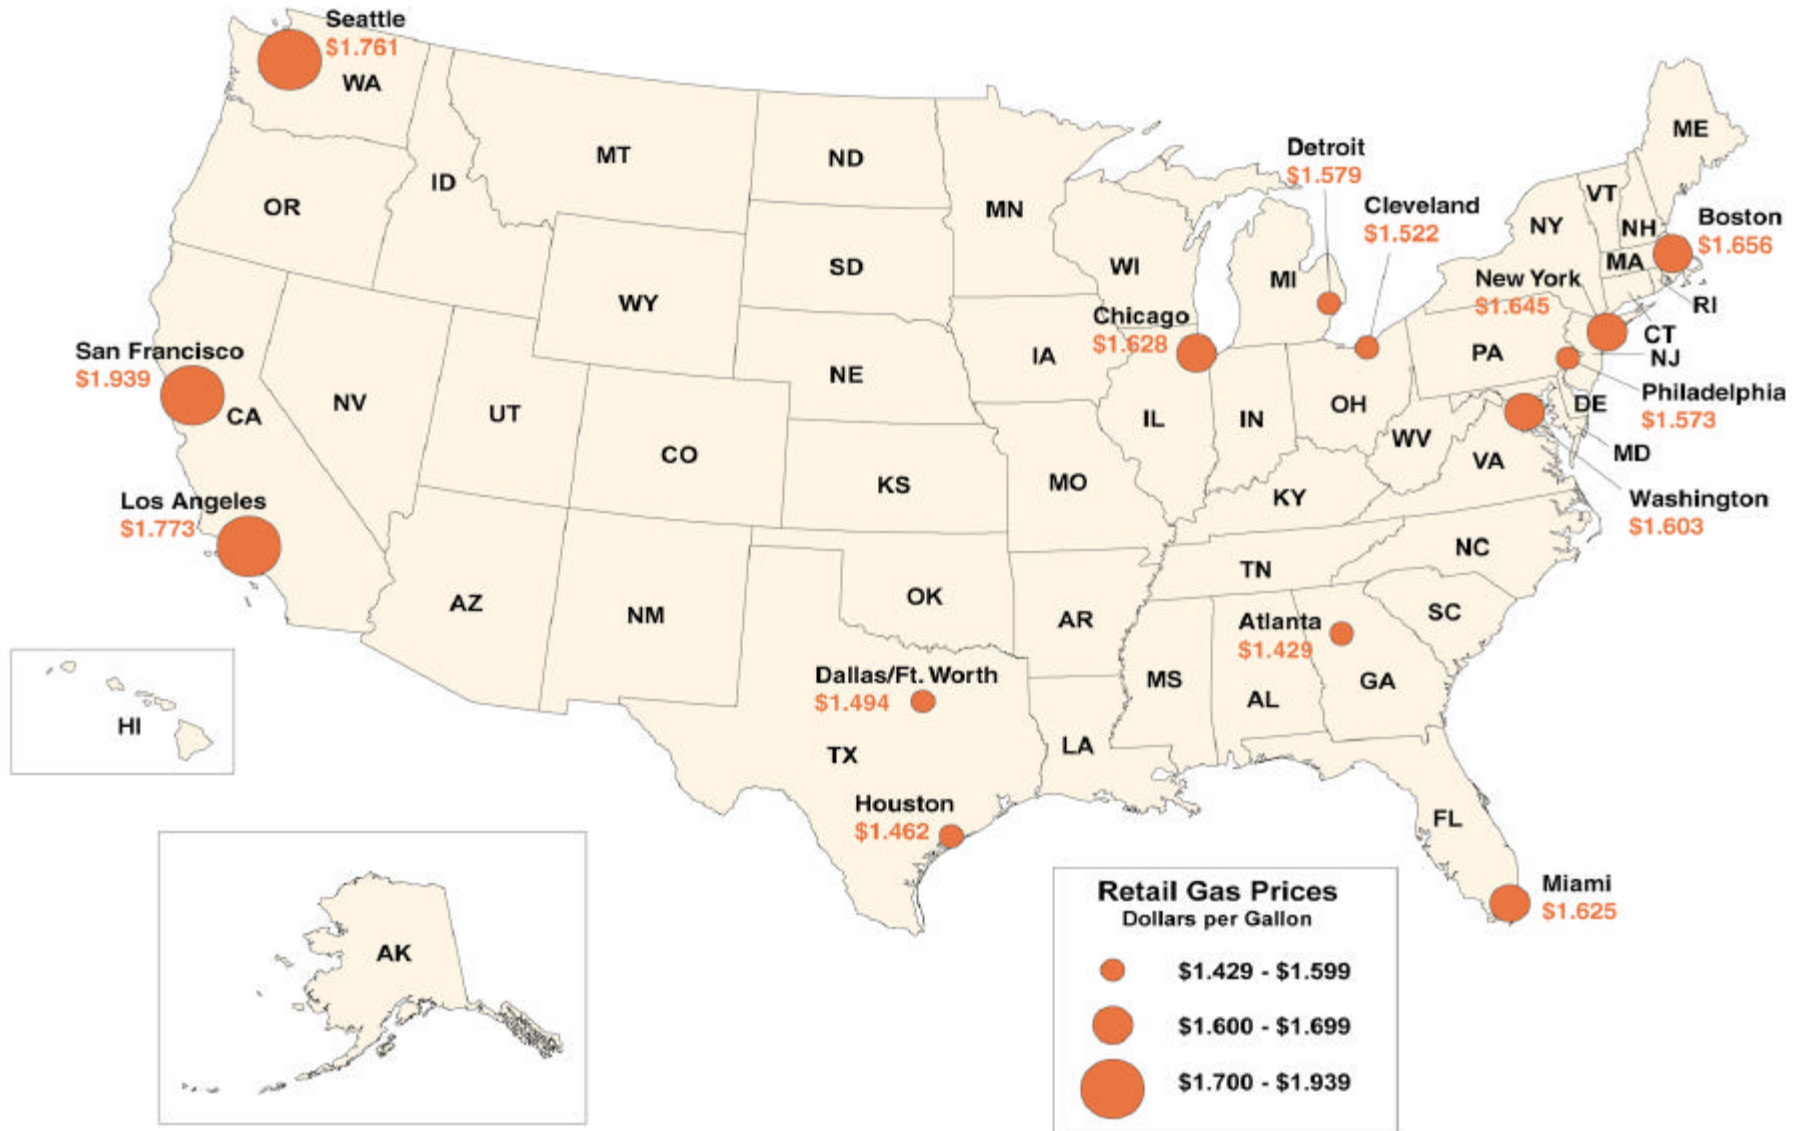 Seattle
$1.761
WA
MT
ND
MN
ID
OR
SD
WI
MI
WY
Detroit
$1.579
Cleveland
$1.522
ME
VT
NH
NY
Boston
$1.656
MA
New York
$1.645
RI
CT
NJ
PA
Philadelphia
$1.573
DE
MD
Washington
$1.603
Chicago
$1.628
IA
NE
San Francisco
$1.939
CA
NV
UT
CO
KS
MO
IL
IN
OH
WV
VA
KY
Los Angeles
$1.773
AZ
NM
OK
AR
TN
NC
SC
Atlanta
$1.429
GA
MS
AL
LA
Dallas/Ft. Worth
$1.494
TX
Houston
$1.462
FL
Miami
$1.625
HI
AK
Retail Gas Prices
Dollars per Gallon
$1.429 - $1.599
$1.600 - $1.699
$1.700 - $1.939